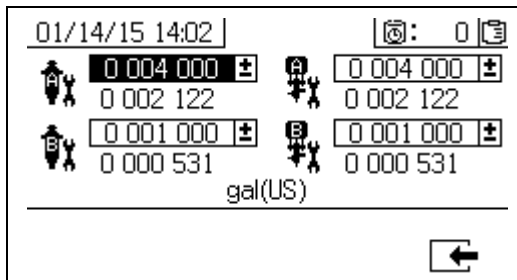 01/14/15 14:02 : 0
A 0 004 000 ± A 0 004 000 ±
0 002 122 0 002 122
B 0 001 000 ± B 0 001 000 ±
0 000 531 0 000 531
gal(US)